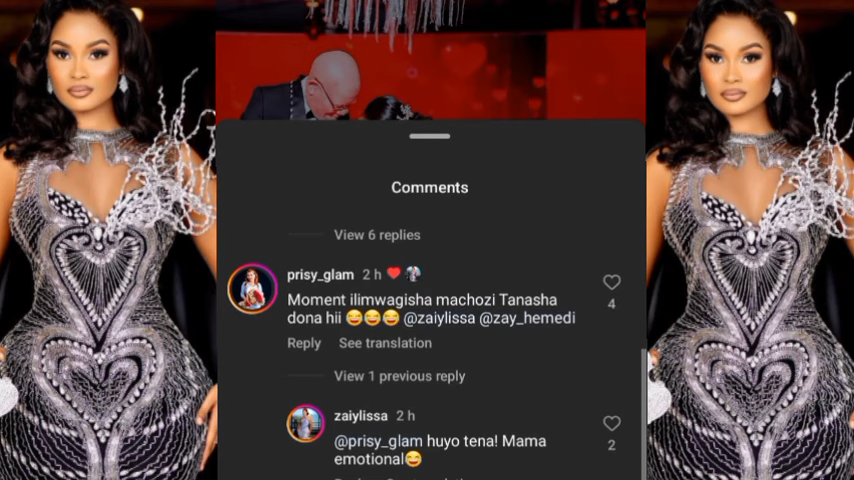 Comments
View 6 replies
prisy_glam 2 h
Moment ilimwagisha machozi Tanasha
dona hii 😂😂😂 @zaiylissa @zay_hemedi
4
Reply See translation
View 1 previous reply
zaiylissa 2 h
@prisy_glam huyo tena! Mama
emotional😂
2